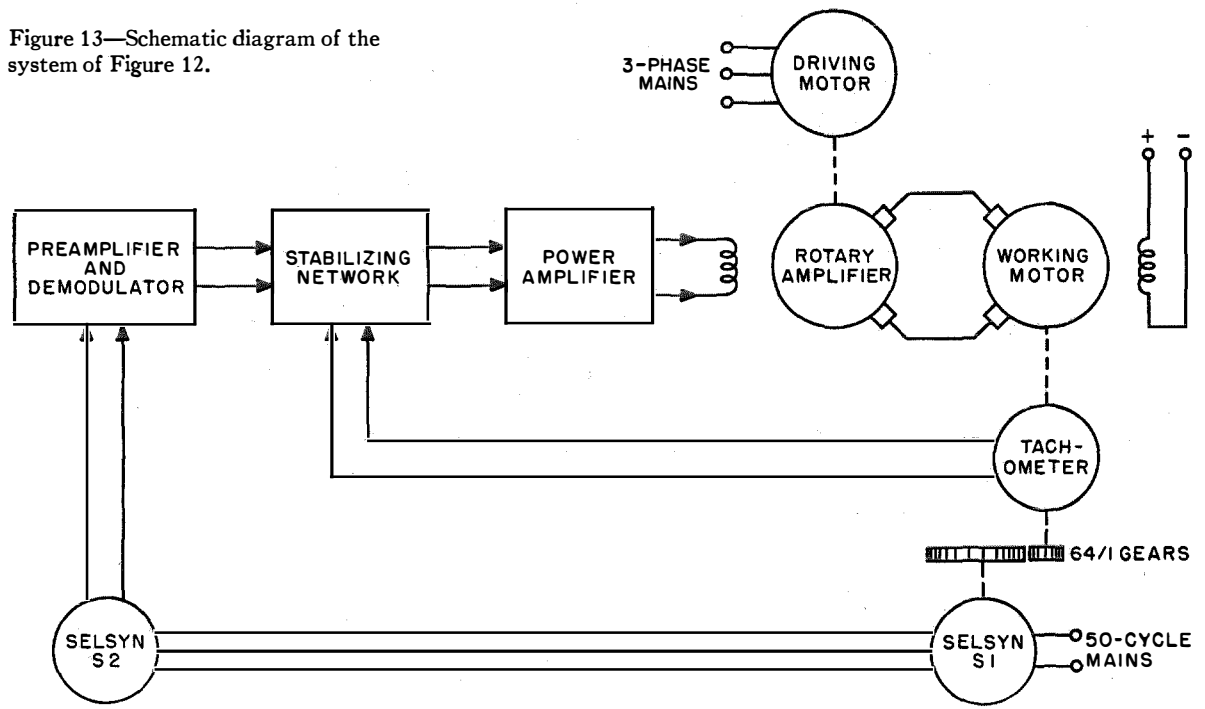 Figure 13—Schematic diagram of the
system of Figure 12.
3-PHASE
MAINS
DRIVING
MOTOR
+ -
PREAMPLIFIER
AND
DEMODULATOR
STABILIZING
NETWORK
POWER
AMPLIFIER
ROTARY
AMPLIFIER
WORKING
MOTOR
TACH-
OMETER
64/1 GEARS
SELSYN
S2
SELSYN
S1
50-CYCLE
MAINS